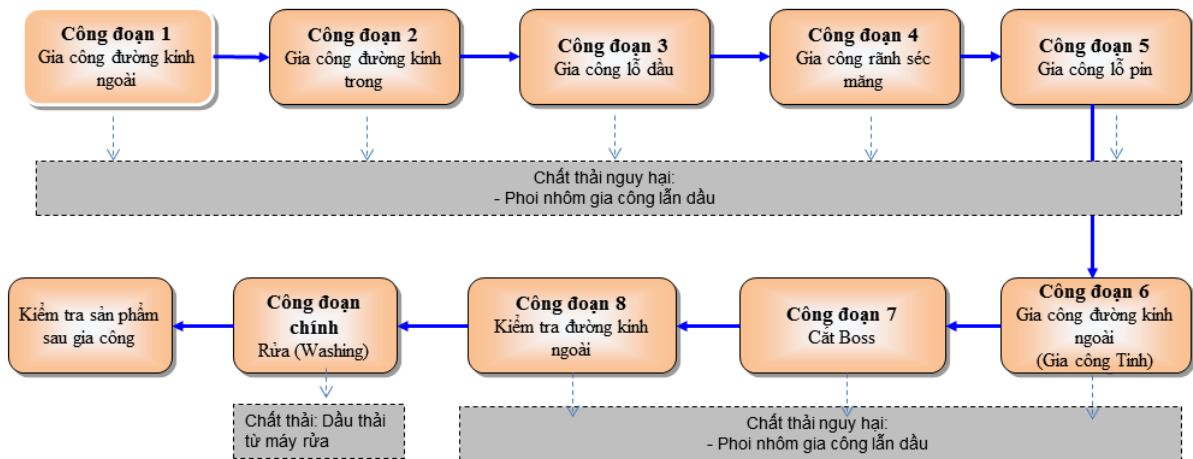 Công đoạn 1
Gia công đường kính
ngoài
Công đoạn 2
Gia công đường kính
trong
Công đoạn 3
Gia công lỗ dầu
Công đoạn 4
Gia công rãnh séc
măng
Công đoạn 5
Gia công lỗ pin
Chất thải nguy hại:
- Phoi nhôm gia công lẫn dầu
Kiểm tra sản phẩm
sau gia công
Công đoạn
chính
Rửa (Washing)
Công đoạn 8
Kiểm tra đường kính
ngoài
Công đoạn 7
Cắt Boss
Công đoạn 6
Gia công đường kính
ngoài
(Gia công Tinh)
Chất thải: Dầu thải
từ máy rửa
Chất thải nguy hại:
- Phoi nhôm gia công lẫn dầu